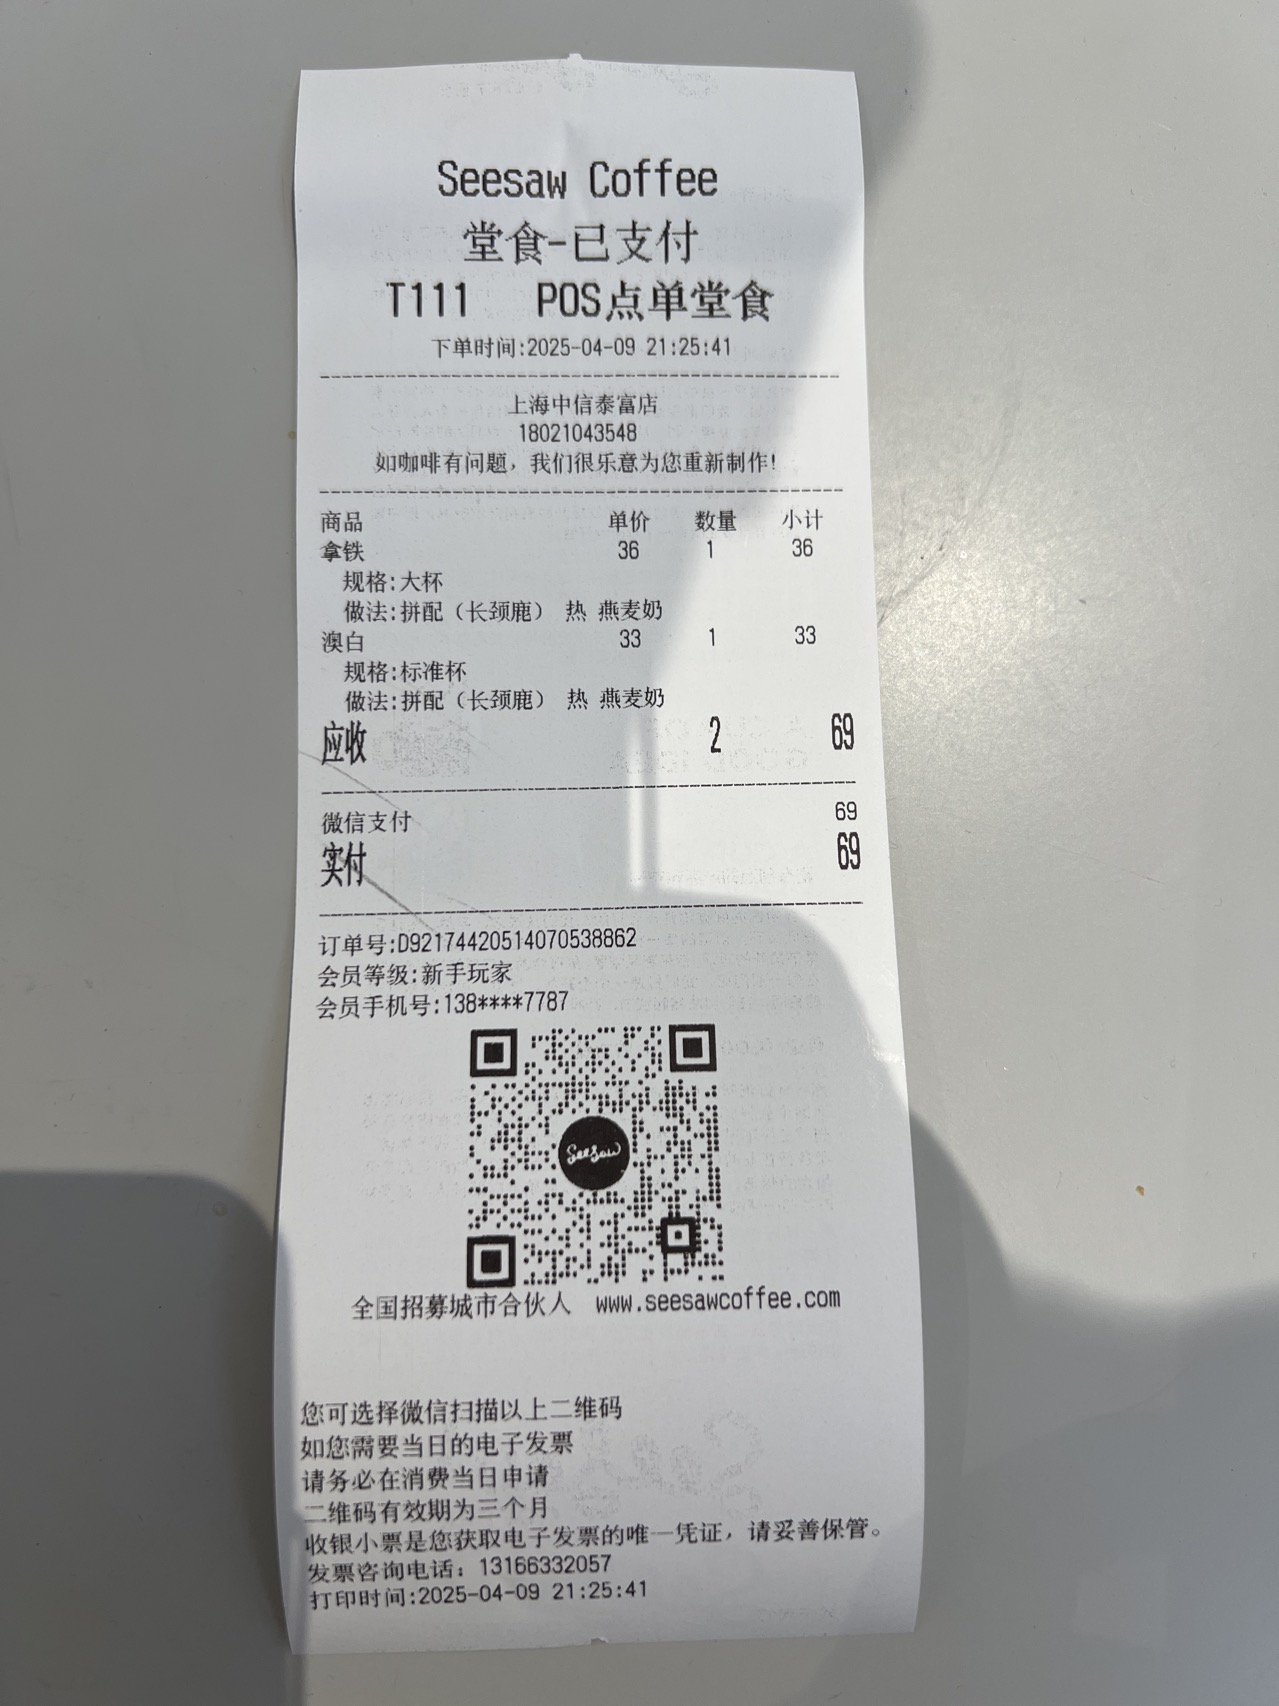 Seesaw Coffee
堂食-已支付
T111 POS点单堂食
下单时间:2025-04-09 21:25:41
上海中信泰富店
18021043548
如咖啡有问题，我们很乐意为您重新制作!
商品 单价 数量 小计
拿铁 36 1 36
规格:大杯
做法:拼配（长颈鹿） 热 燕麦奶
澳白 33 1 33
规格:标准杯
做法:拼配（长颈鹿） 热 燕麦奶
应收 2 69
微信支付 69
实付 69
订单号:D92174420514070538862
会员等级:新手玩家
会员手机号:138****7787
Seesaw
全国招募城市合伙人 www.seesawcoffee.com
您可选择微信扫描以上二维码
如您需要当日的电子发票
请务必在消费当日申请
二维码有效期为三个月
收银小票是您获取电子发票的唯一凭证，请妥善保管。
发票咨询电话：13166332057
打印时间:2025-04-09 21:25:41